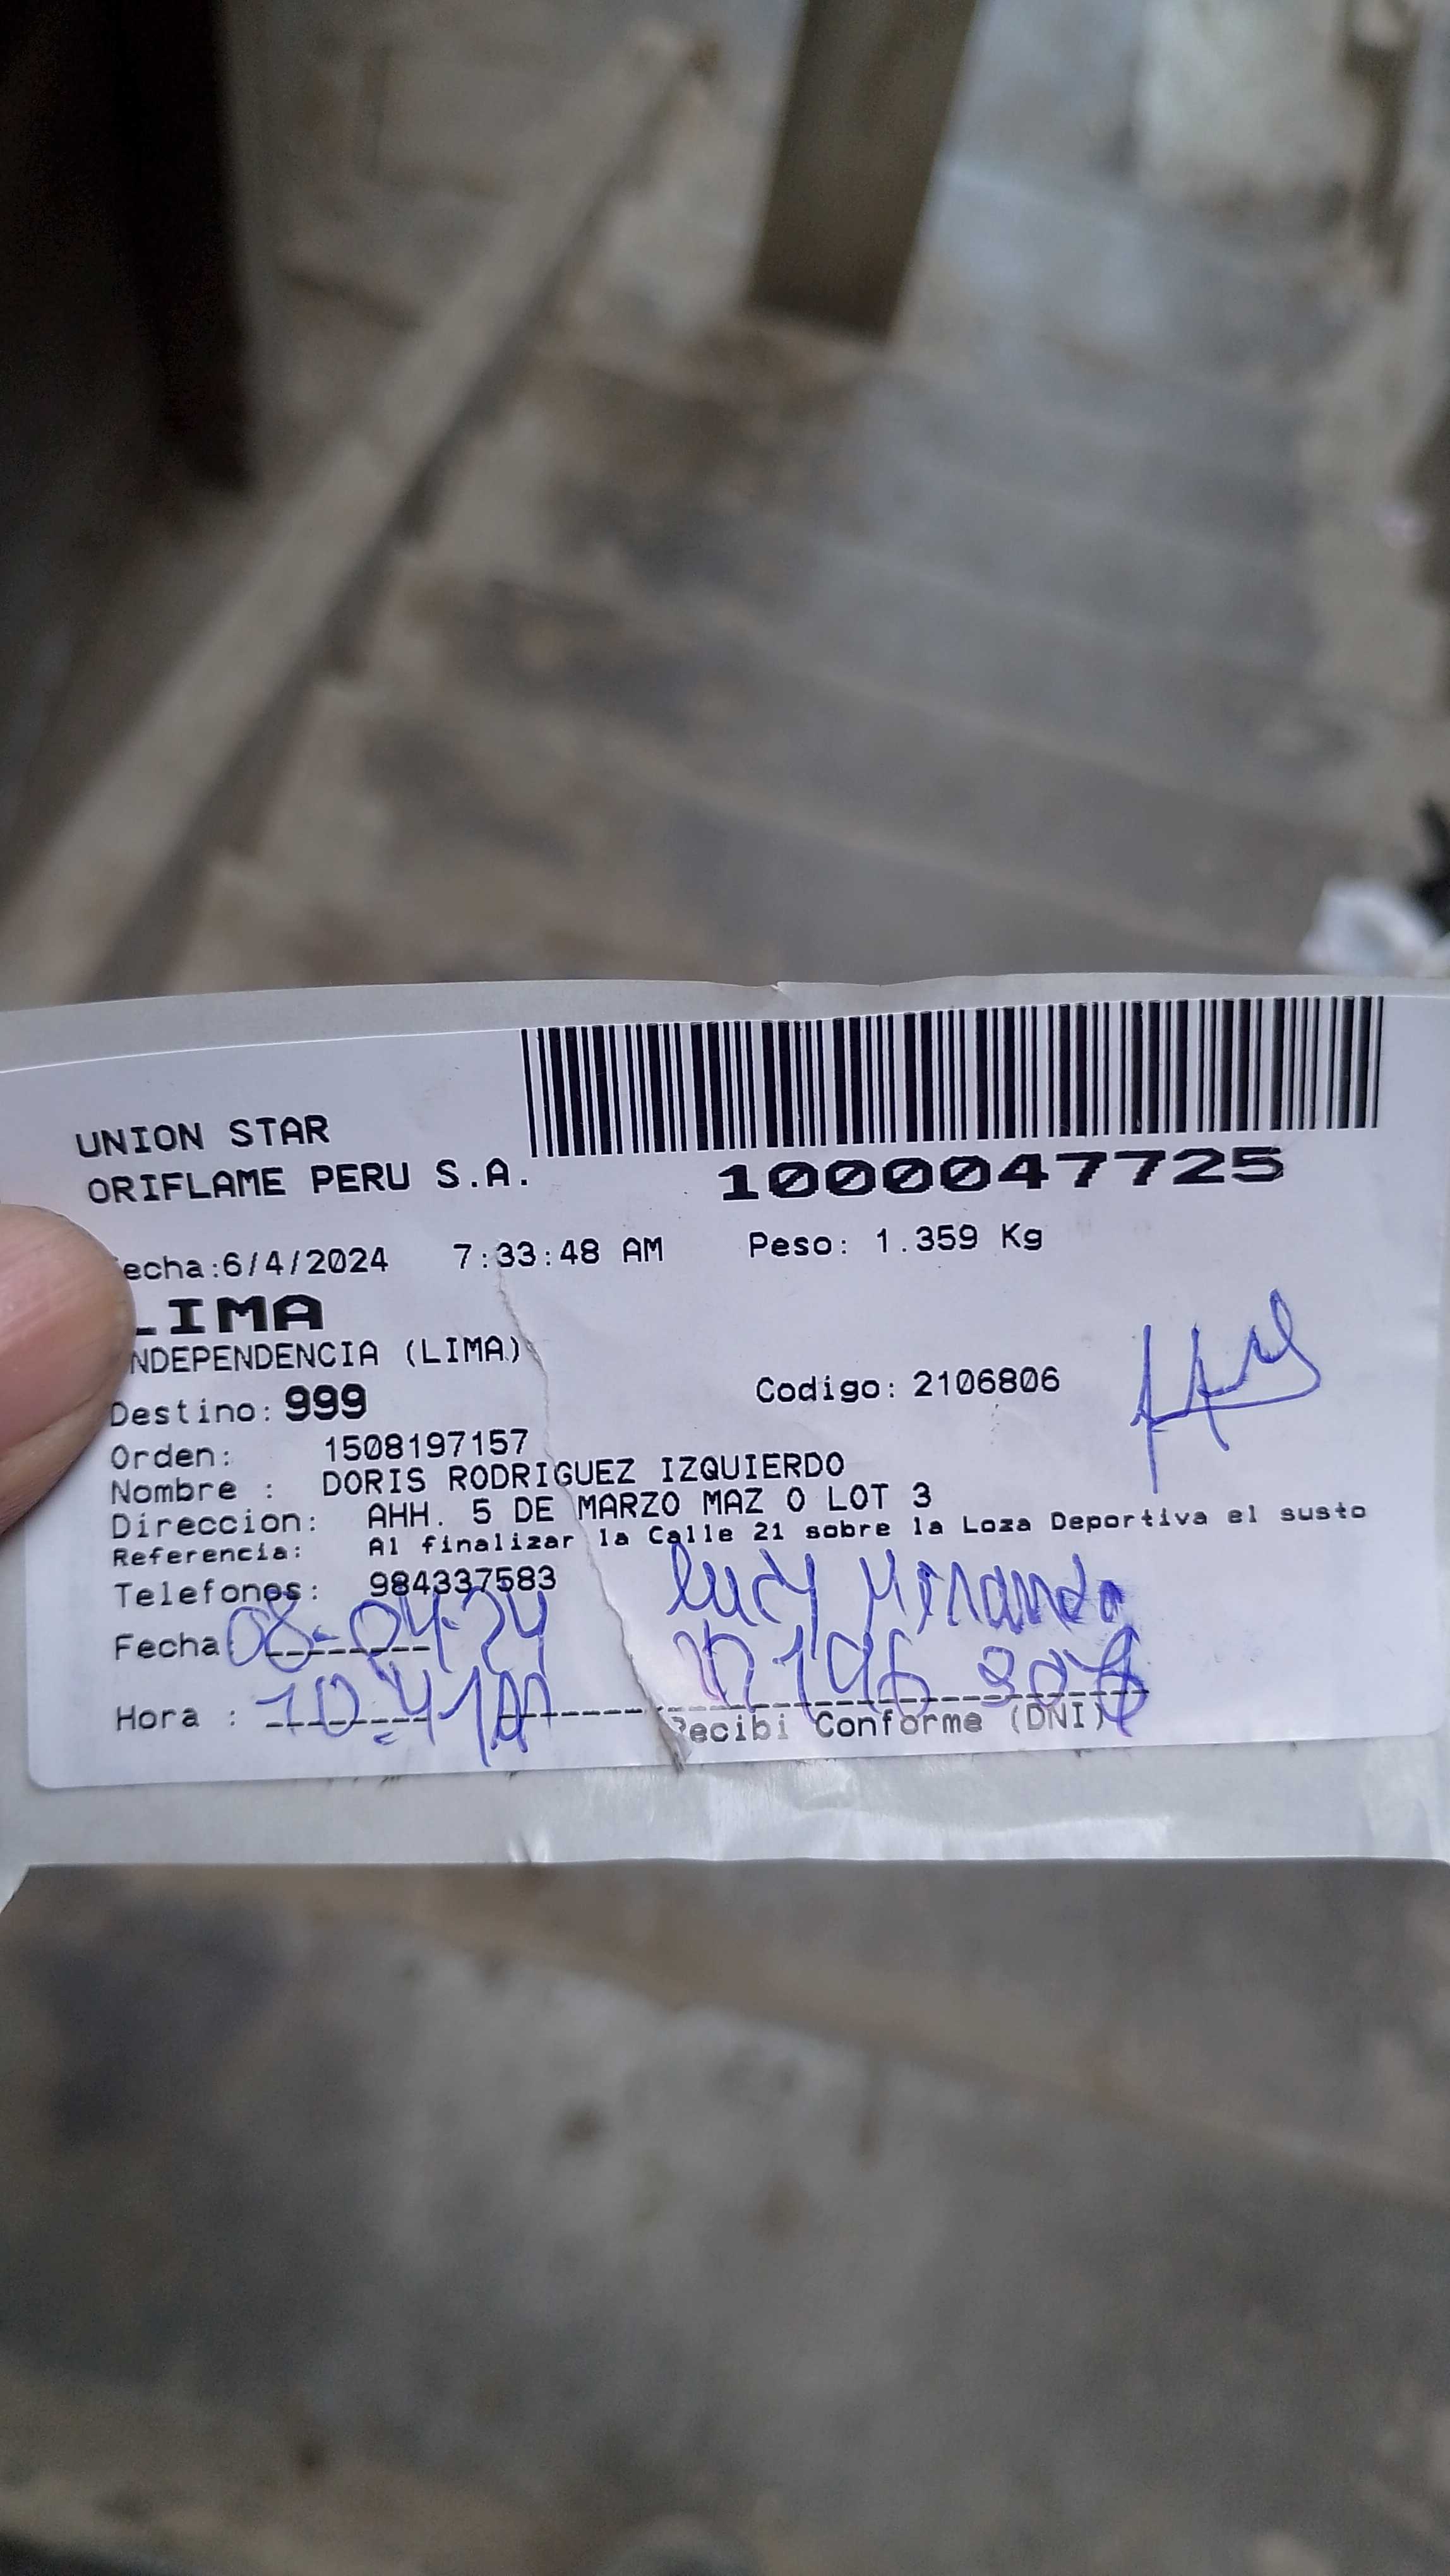 UNION STAR
ORIFLAME PERU S.A.
1000047725
echa:6/4/2024 7:33:48 AM Peso: 1.359 Kg
LIMA
NDEPENDENCIA (LIMA)
Destino: 999 Codigo: 2106806
Orden: 1508197157
Nombre : DORIS RODRIGUEZ IZQUIERDO
Direccion: AHH. 5 DE MARZO MAZ O LOT 3
Referencia: Al finalizar la Calle 21 sobre la Loza Deportiva el susto
Telefonos: 984337583
Fecha 08-04-24
Hora : 10:41
Recibi Conforme (DNI)